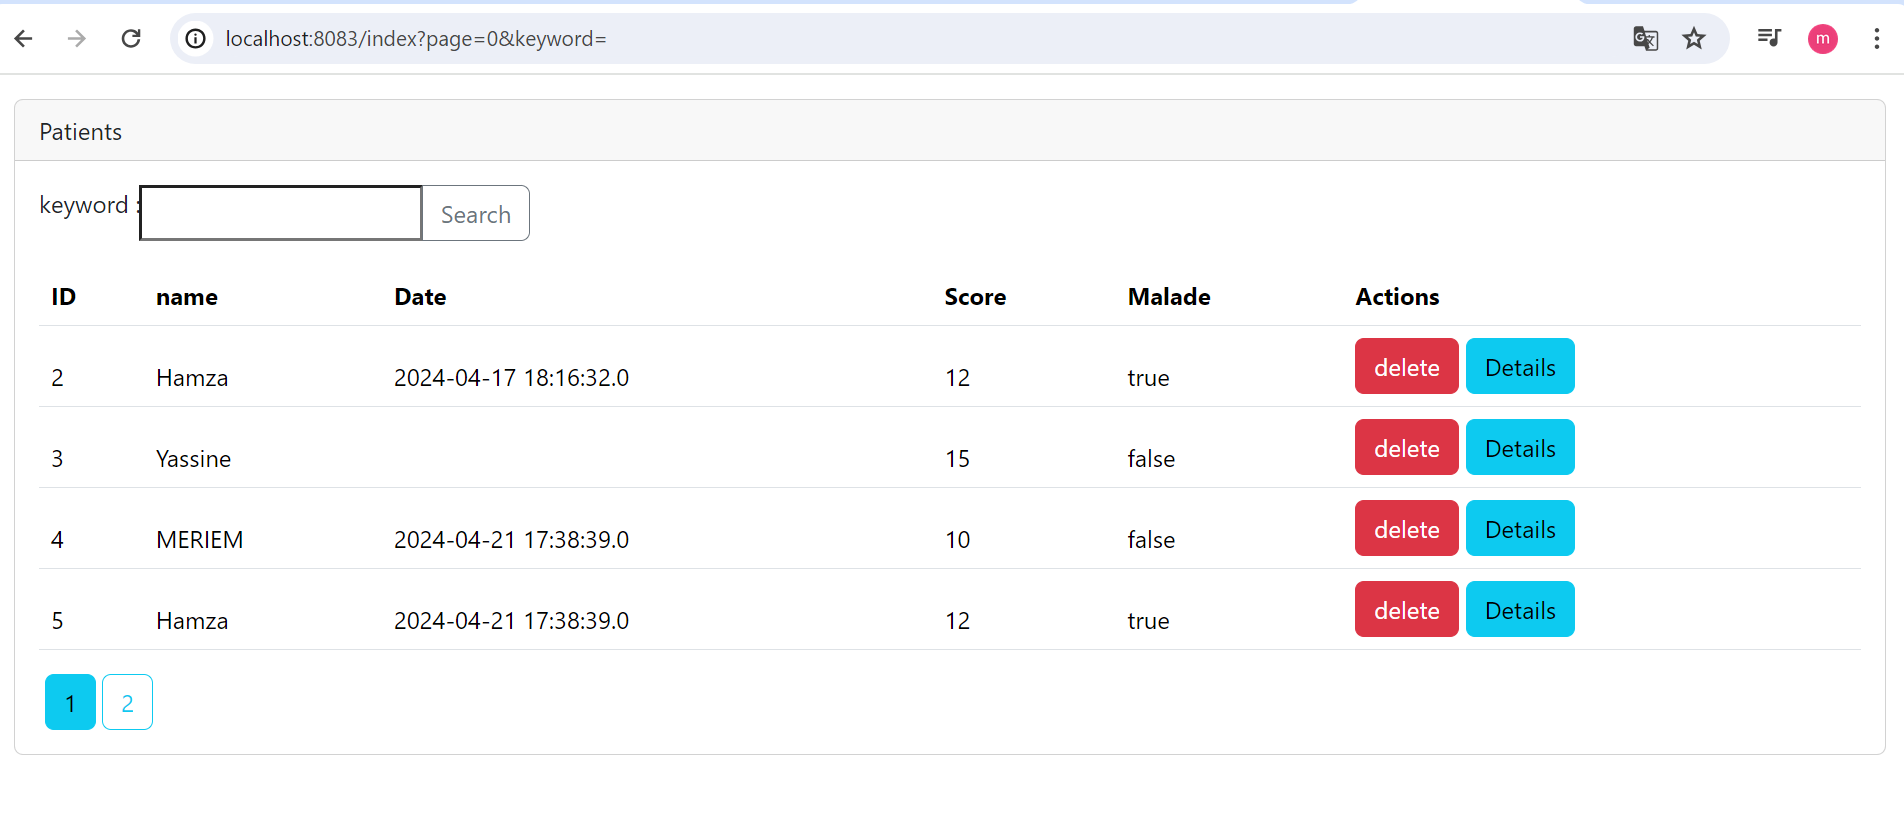 localhost:8083/index?page=0&keyword=
m
Patients
keyword :
Search
ID name Date Score Malade Actions
2 Hamza 2024-04-17 18:16:32.0 12 true delete Details
3 Yassine 15 false delete Details
4 MERIEM 2024-04-21 17:38:39.0 10 false delete Details
5 Hamza 2024-04-21 17:38:39.0 12 true delete Details
1 2